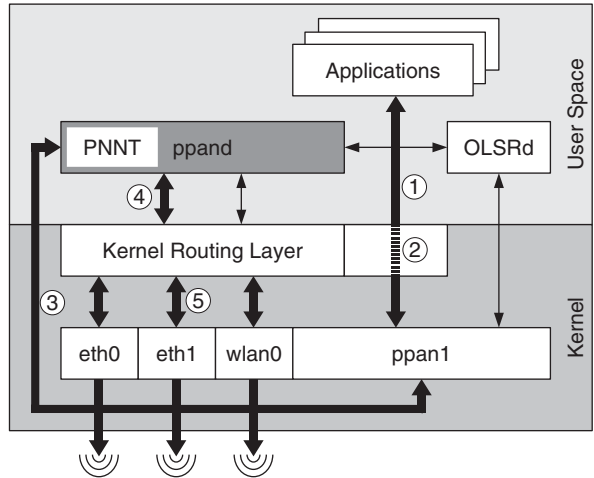 Applications
User Space
PNNT
ppand
OLSRd
①
④
Kernel Routing Layer
②
③
⑤
Kernel
eth0
eth1
wlan0
ppan1